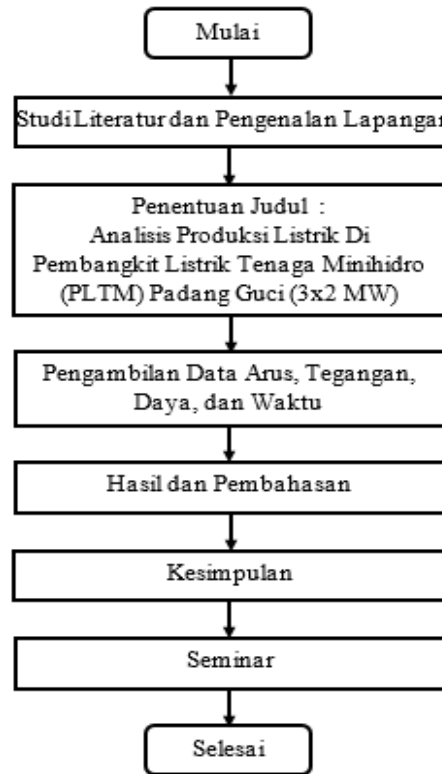 Mulai
Studi Literatur dan Pengenalan Lapangan
Penentuan Judul :
Analisis Produksi Listrik Di
Pembangkit Listrik Tenaga Minihidro
(PLTM) Padang Guci (3x2 MW)
Pengambilan Data Arus, Tegangan,
Daya, dan Waktu
Hasil dan Pembahasan
Kesimpulan
Seminar
Selesai